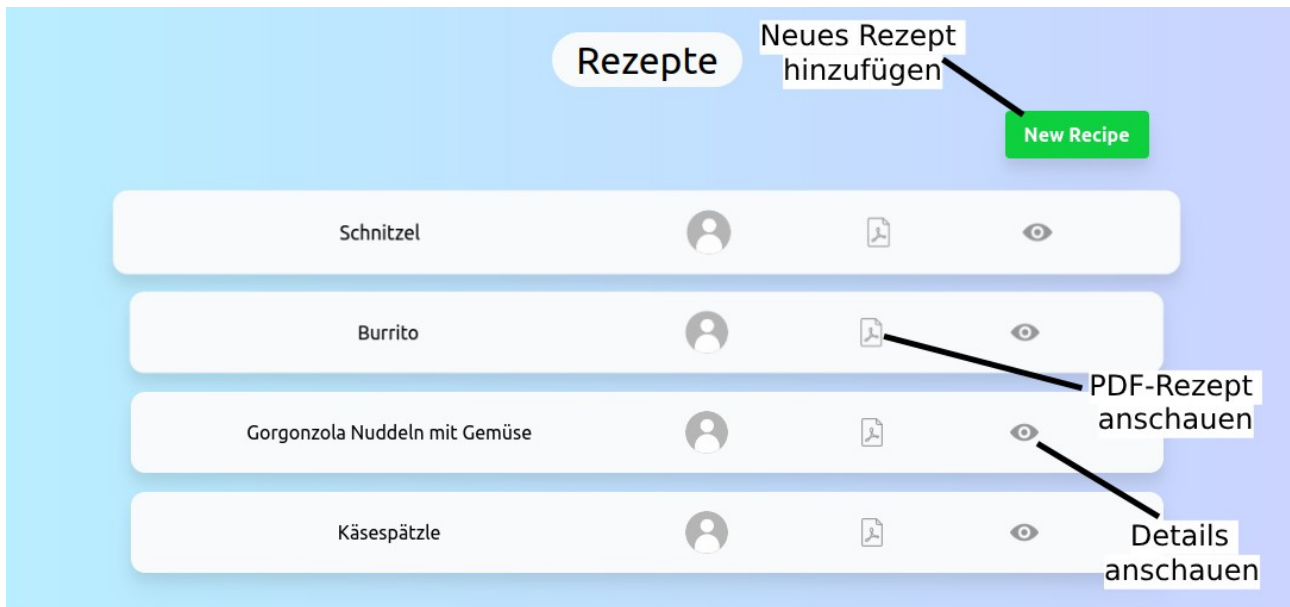 Rezepte
Neues Rezept
hinzufügen
New Recipe
Schnitzel
Burrito
PDF-Rezept
anschauen
Gorgonzola Nuddeln mit Gemüse
Käsespätzle
Details
anschauen